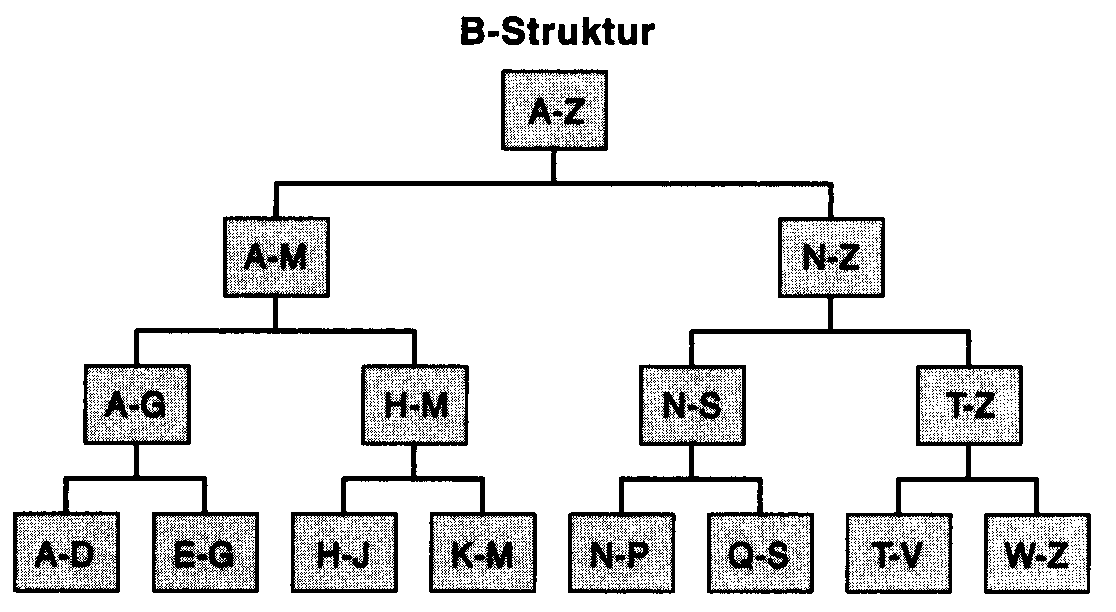 B-Struktur
A-Z
A-M
N-Z
A-G
H-M
N-S
T-Z
A-D
E-G
H-J
K-M
N-P
Q-S
T-V
W-Z